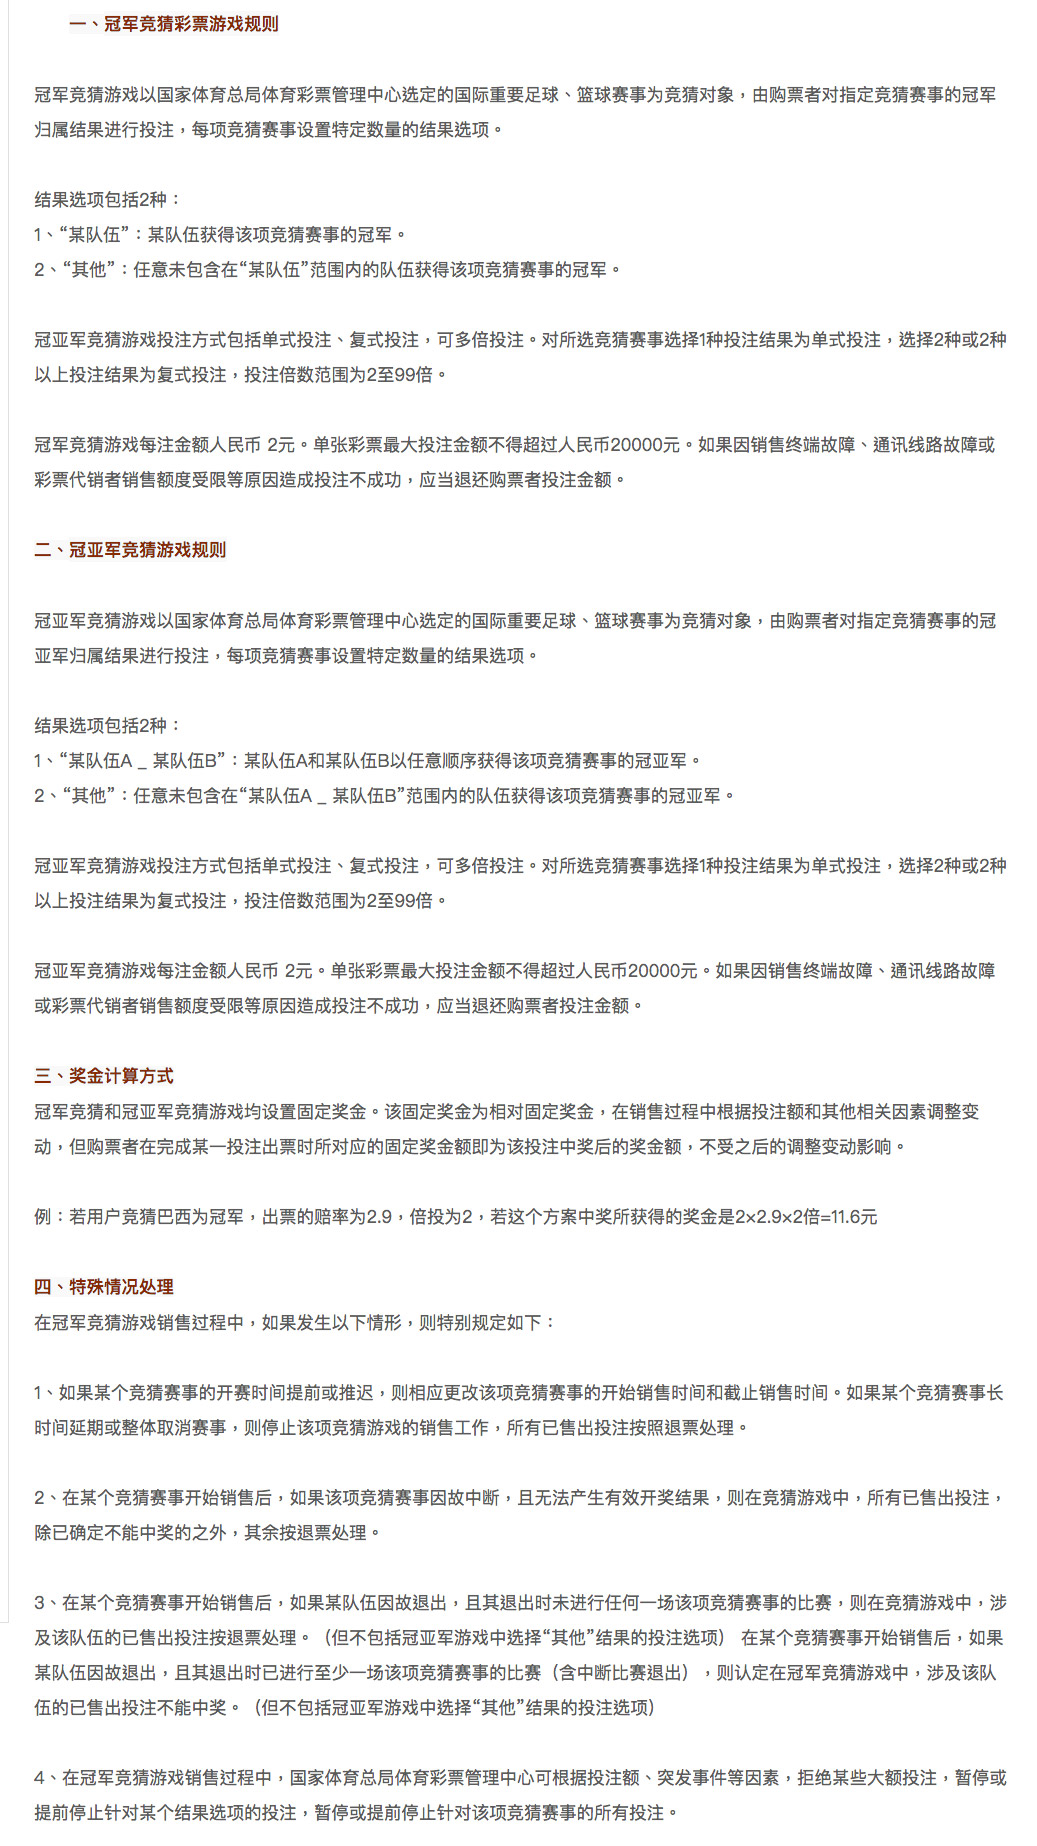 一、冠军竞猜彩票游戏规则
冠军竞猜游戏以国家体育总局体育彩票管理中心选定的国际重要足球、篮球赛事为竞猜对象，由购票者对指定竞猜赛事的冠军
归属结果进行投注，每项竞猜赛事设置特定数量的结果选项。
结果选项包括2种：
1、“某队伍”：某队伍获得该项竞猜赛事的冠军。
2、“其他”：任意未包含在“某队伍”范围内的队伍获得该项竞猜赛事的冠军。
冠亚军竞猜游戏投注方式包括单式投注、复式投注，可多倍投注。对所选竞猜赛事选择1种投注结果为单式投注，选择2种或2种
以上投注结果为复式投注，投注倍数范围为2至99倍。
冠军竞猜游戏每注金额人民币 2元。单张彩票最大投注金额不得超过人民币20000元。如果因销售终端故障、通讯线路故障或
彩票代销者销售额度受限等原因造成投注不成功，应当退还购票者投注金额。
二、冠亚军竞猜游戏规则
冠亚军竞猜游戏以国家体育总局体育彩票管理中心选定的国际重要足球、篮球赛事为竞猜对象，由购票者对指定竞猜赛事的冠
亚军归属结果进行投注，每项竞猜赛事设置特定数量的结果选项。
结果选项包括2种：
1、“某队伍A _ 某队伍B”：某队伍A和某队伍B以任意顺序获得该项竞猜赛事的冠亚军。
2、“其他”：任意未包含在“某队伍A _ 某队伍B”范围内的队伍获得该项竞猜赛事的冠亚军。
冠亚军竞猜游戏投注方式包括单式投注、复式投注，可多倍投注。对所选竞猜赛事选择1种投注结果为单式投注，选择2种或2种
以上投注结果为复式投注，投注倍数范围为2至99倍。
冠亚军竞猜游戏每注金额人民币 2元。单张彩票最大投注金额不得超过人民币20000元。如果因销售终端故障、通讯线路故障
或彩票代销者销售额度受限等原因造成投注不成功，应当退还购票者投注金额。
三、奖金计算方式
冠军竞猜和冠亚军竞猜游戏均设置固定奖金。该固定奖金为相对固定奖金，在销售过程中根据投注额和其他相关因素调整变
动，但购票者在完成某一投注出票时所对应的固定奖金额即为该投注中奖后的奖金额，不受之后的调整变动影响。
例：若用户竞猜巴西为冠军，出票的赔率为2.9，倍投为2，若这个方案中奖所获得的奖金是2×2.9×2倍=11.6元
四、特殊情况处理
在冠军竞猜游戏销售过程中，如果发生以下情形，则特别规定如下：
1、如果某个竞猜赛事的开赛时间提前或推迟，则相应更改该项竞猜赛事的开始销售时间和截止销售时间。如果某个竞猜赛事长
时间延期或整体取消赛事，则停止该项竞猜游戏的销售工作，所有已售出投注按照退票处理。
2、在某个竞猜赛事开始销售后，如果该项竞猜赛事因故中断，且无法产生有效开奖结果，则在竞猜游戏中，所有已售出投注，
除已确定不能中奖的之外，其余按退票处理。
3、在某个竞猜赛事开始销售后，如果某队伍因故退出，且其退出时未进行任何一场该项竞猜赛事的比赛，则在竞猜游戏中，涉
及该队伍的已售出投注按退票处理。（但不包括冠亚军游戏中选择“其他”结果的投注选项） 在某个竞猜赛事开始销售后，如果
某队伍因故退出，且其退出时已进行至少一场该项竞猜赛事的比赛（含中断比赛退出），则认定在冠军竞猜游戏中，涉及该队
伍的已售出投注不能中奖。（但不包括冠亚军游戏中选择“其他”结果的投注选项）
4、在冠军竞猜游戏销售过程中，国家体育总局体育彩票管理中心可根据投注额、突发事件等因素，拒绝某些大额投注，暂停或
提前停止针对某个结果选项的投注，暂停或提前停止针对该项竞猜赛事的所有投注。